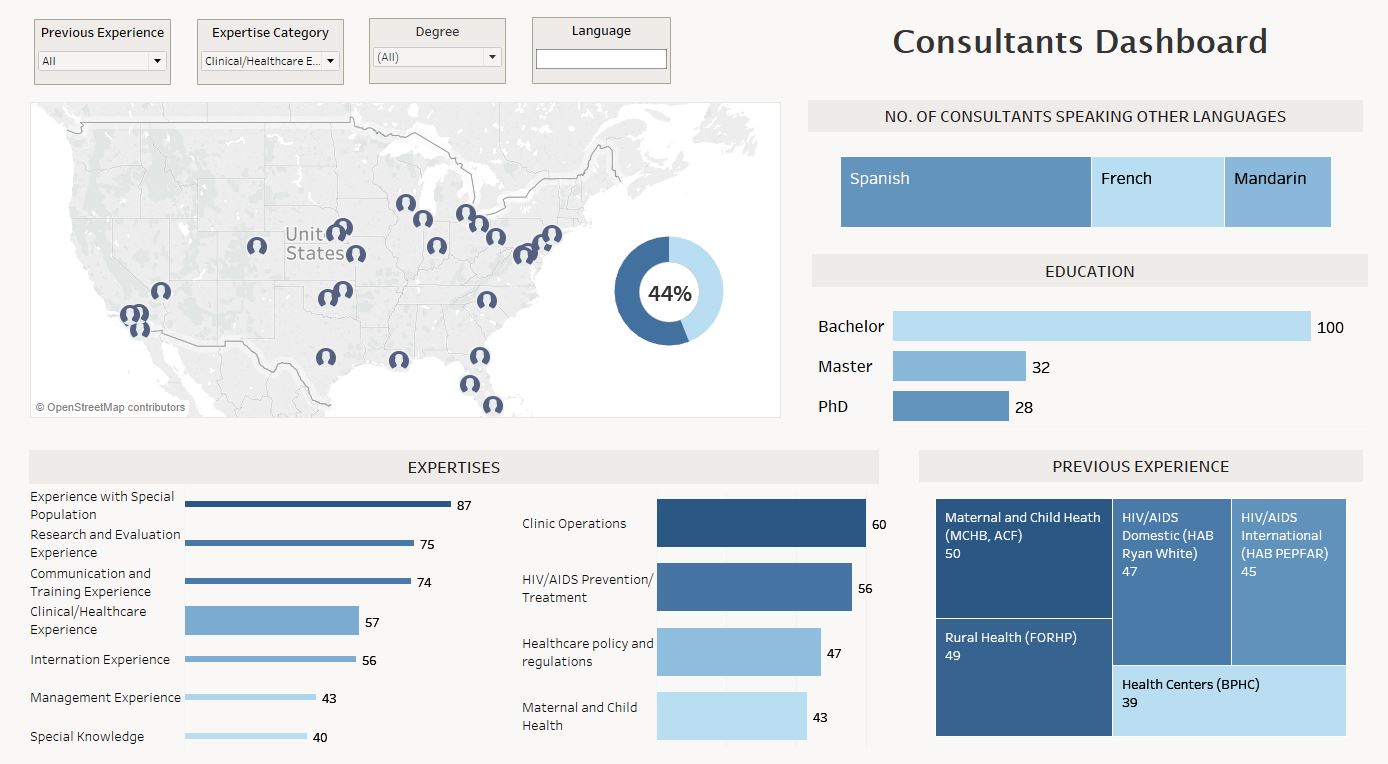 Previous Experience
All
Expertise Category
Clinical/Healthcare E...
Degree
(All)
Language
Consultants Dashboard
United
States
© OpenStreetMap contributors
44%
NO. OF CONSULTANTS SPEAKING OTHER LANGUAGES
Spanish
French
Mandarin
EDUCATION
Bachelor
100
Master
32
PhD
28
EXPERTISES
Experience with Special
Population
87
Research and Evaluation
Experience
75
Communication and
Training Experience
74
Clinical/Healthcare
Experience
57
Internation Experience
56
Management Experience
43
Special Knowledge
40
Clinic Operations
60
HIV/AIDS Prevention/
Treatment
56
Healthcare policy and
regulations
47
Maternal and Child
Health
43
PREVIOUS EXPERIENCE
Maternal and Child Heath
(MCHB, ACF)
50
Rural Health (FORHP)
49
HIV/AIDS
Domestic (HAB
Ryan White)
47
HIV/AIDS
International
(HAB PEPFAR)
45
Health Centers (BPHC)
39